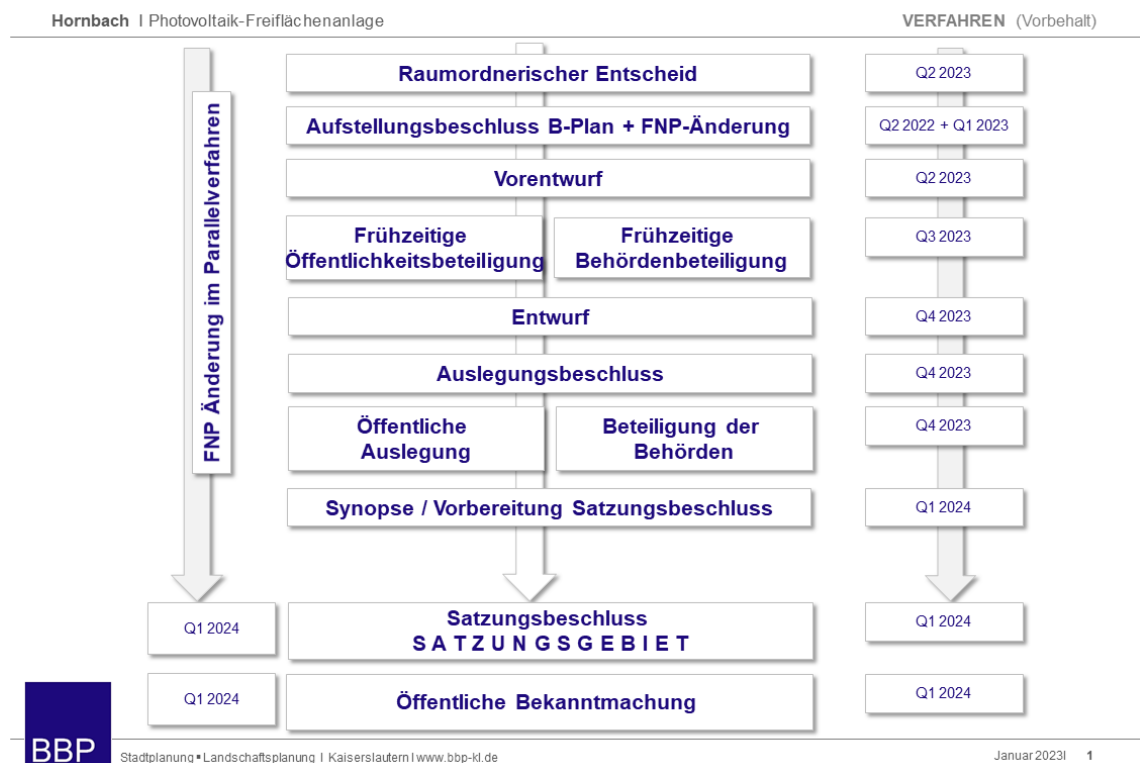 Hornbach I Photovoltaik-Freiflächenanlage
VERFAHREN (Vorbehalt)
FNP Änderung im Parallelverfahren
Raumordnerischer Entscheid
Q2 2023
Aufstellungsbeschluss B-Plan + FNP-Änderung
Q2 2022 + Q1 2023
Vorentwurf
Q2 2023
Frühzeitige
Öffentlichkeitsbeteiligung
Frühzeitige
Behördenbeteiligung
Q3 2023
Entwurf
Q4 2023
Auslegungsbeschluss
Q4 2023
Öffentliche
Auslegung
Beteiligung der
Behörden
Q4 2023
Synopse / Vorbereitung Satzungsbeschluss
Q1 2024
Q1 2024
Satzungsbeschluss
S A T Z U N G S G E B I E T
Q1 2024
Q1 2024
Öffentliche Bekanntmachung
Q1 2024
BBP
Stadtplanung▪Landschaftsplanung I Kaiserslautern I www.bbp-kl.de
Januar 2023I 1